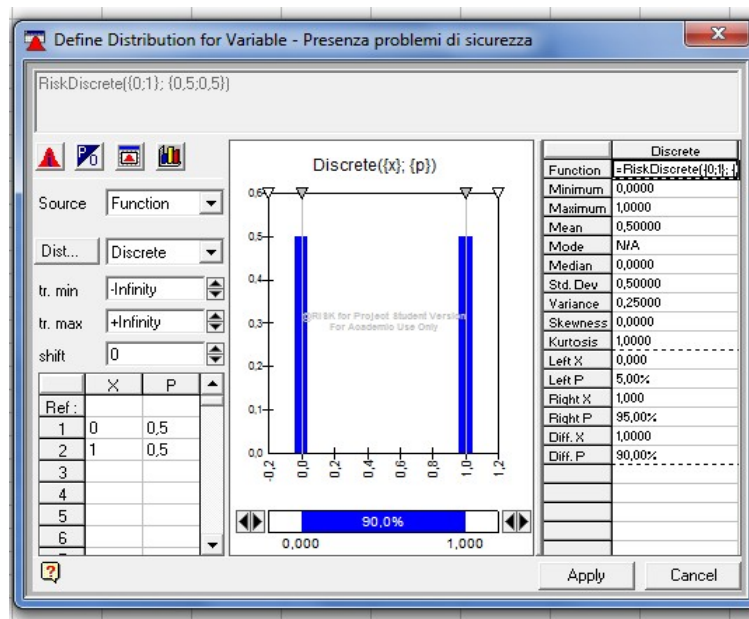 Define Distribution for Variable - Presenza problemi di sicurezza
RiskDiscrete({0;1}; {0,5;0,5})
Source Function
Dist... Discrete
tr. min -Infinity
tr. max +Infinity
shift 0
X P
Ref :
1 0 0,5
2 1 0,5
3
4
5
6
Discrete({x}; {p})
0,6
0,5
0,4
0,3
0,2
0,1
0,0
-0,2 0,0 0,2 0,4 0,6 0,8 1,0 1,2
@RISK for Project Student Version
For Academic Use Only
90,0%
0,000 1,000
Discrete
Function =RiskDiscrete({0;1}; {
Minimum 0,0000
Maximum 1,0000
Mean 0,50000
Mode N/A
Median 0,0000
Std. Dev 0,50000
Variance 0,25000
Skewness 0,0000
Kurtosis 1,0000
Left X 0,000
Left P 5,00%
Right X 1,000
Right P 95,00%
Diff. X 1,0000
Diff. P 90,00%
Apply Cancel